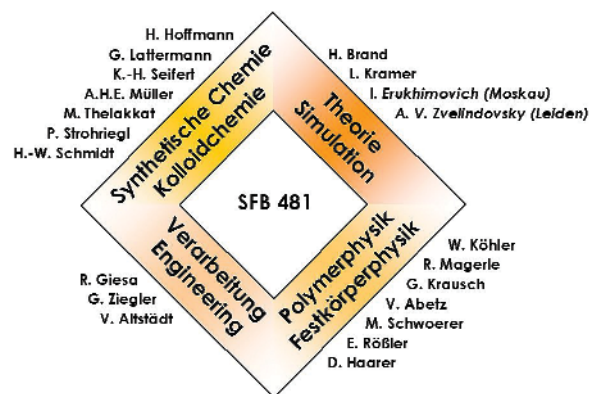 H. Hoffmann
G. Lattermann
K.-H. Seifert
A.H.E. Müller
M. Thelakkat
P. Strohriegl
H.-W. Schmidt
Synthetische Chemie
Kolloidchemie
H. Brand
L. Kramer
I. Erukhimovich (Moskau)
A. V. Zvelindovsky (Leiden)
Theorie
Simulation
SFB 481
Verarbeitung
Engineering
R. Giesa
G. Ziegler
V. Altstädt
Polymerphysik
Festkörperphysik
W. Köhler
R. Magerle
G. Krausch
V. Abetz
M. Schwoerer
E. Rößler
D. Haarer